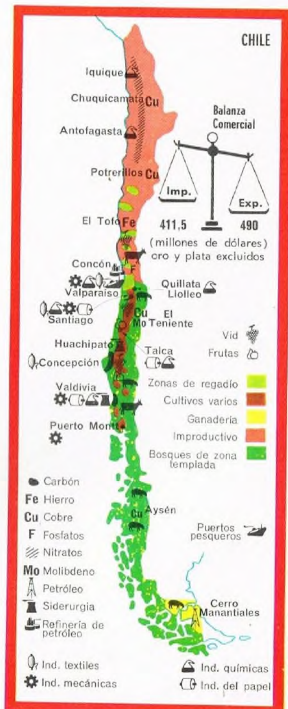 CHILE
Iquique
Chuquicamata Cu
Antofagasta
Potrerillos Cu
Balanza
Comercial
Imp.
Exp.
411,5
490
(millones de dólares)
oro y plata excluidos
El Tofo Fe
F
Concón
Valparaíso
Quillata
Llolleo
Santiago
Cu El
Mo Teniente
Huachipato
Concepción
Talca
Valdivia
Puerto Montt
Vid
Frutas
Zonas de regadío
Cultivos varios
Ganadería
Improductivo
Bosques de zona
templada
Carbón
Fe Hierro
Cu Cobre
F Fosfatos
Nitratos
Mo Molibdeno
Petróleo
Siderurgia
Refinería de
petróleo
Cu Aysén
Puertos
pesqueros
Cerro
Manantiales
Ind. textiles
Ind. mecánicas
Ind. químicas
Ind. del papel